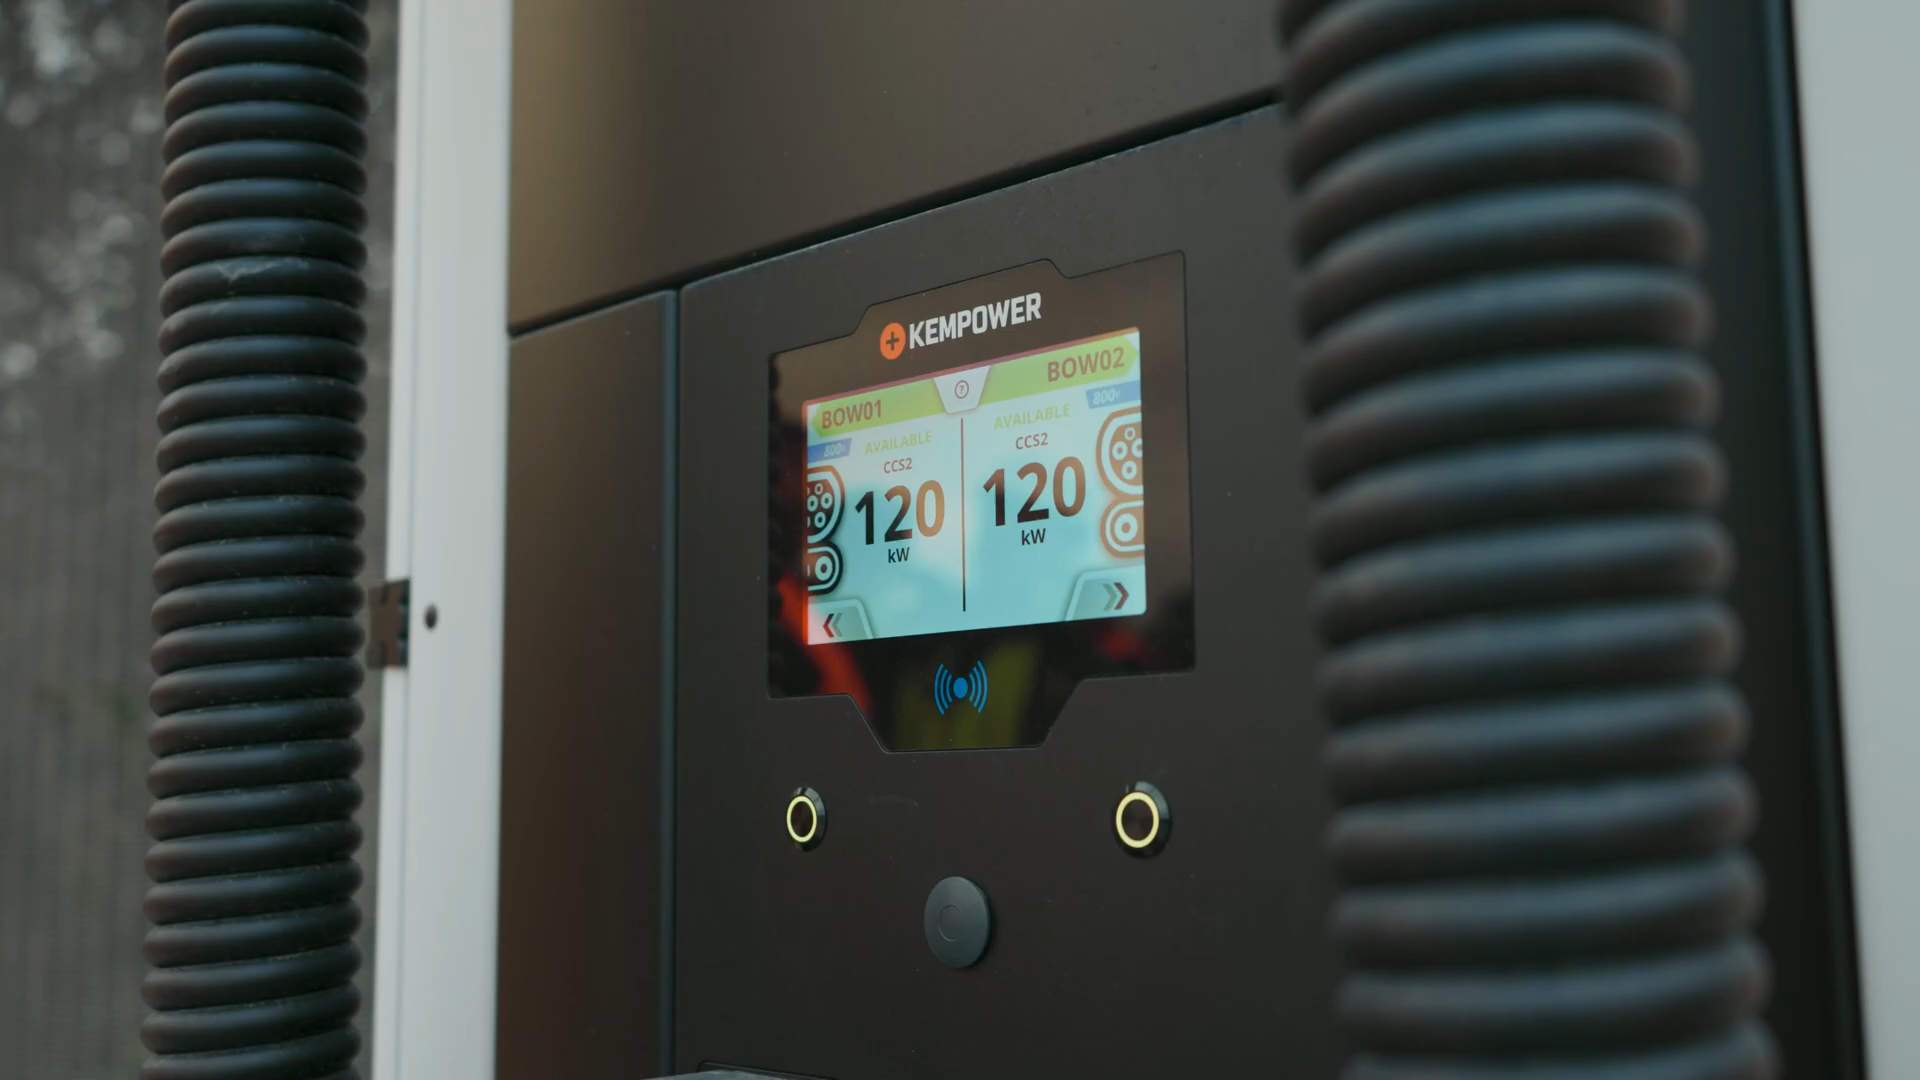 KEMPOWER
BOW01
800V
AVAILABLE
CCS2
120
kW
BOW02
800V
AVAILABLE
CCS2
120
kW